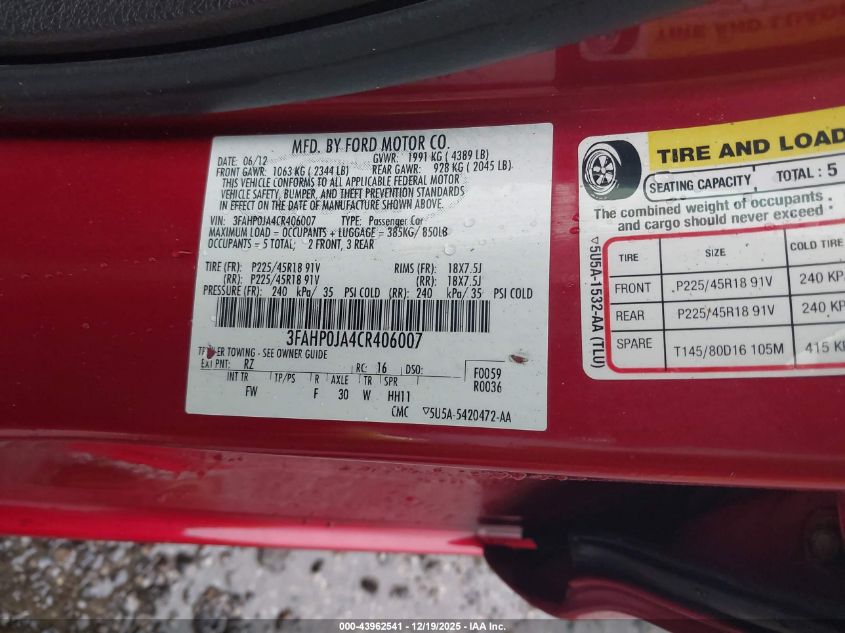 MFD. BY FORD MOTOR CO.
DATE: 06/12 GVWR: 1991 KG ( 4389 LB)
FRONT GAWR: 1063 KG ( 2344 LB) REAR GAWR: 928 KG ( 2045 LB)
THIS VEHICLE CONFORMS TO ALL APPLICABLE FEDERAL MOTOR
VEHICLE SAFETY, BUMPER, AND THEFT PREVENTION STANDARDS
IN EFFECT ON THE DATE OF MANUFACTURE SHOWN ABOVE.
VIN: 3FAHP0JA4CR406007 TYPE: Passenger Car
MAXIMUM LOAD = OCCUPANTS + LUGGAGE = 385KG/ 850LB
OCCUPANTS = 5 TOTAL; 2 FRONT, 3 REAR
TIRE (FR): P225/45R18 91V RIMS (FR): 18X7.5J
(RR): P225/45R18 91V (RR): 18X7.5J
PRESSURE (FR): 240 kPa/ 35 PSI COLD (RR): 240 kPa/ 35 PSI COLD
3FAHP0JA4CR406007
TOWING - SEE OWNER GUIDE
EXT PNT: RZ RC: 16 DSO: F0059
INT TR TP/PS R AXLE TR SPR R0036
FW F 30 W HH11
CMC ▽5U5A-5420472-AA
TIRE AND LOAD
SEATING CAPACITY TOTAL : 5
The combined weight of occupants
and cargo should never exceed :
▽5U5A-1532-AA (TLU)
TIRE SIZE COLD TIRE
FRONT P225/45R18 91V 240 KP
REAR P225/45R18 91V 240 KP
SPARE T145/80D16 105M 415 K
TIRE AND LOAD
000-43962541 - 12/19/2025 - IAA Inc.